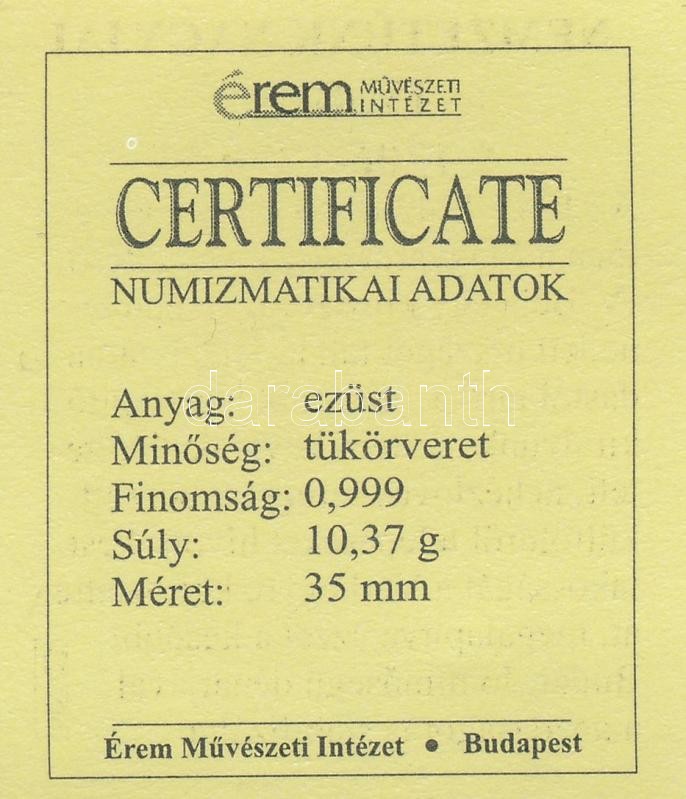 érem MŰVÉSZETI
INTÉZET
CERTIFICATE
NUMIZMATIKAI ADATOK
darabanth
Anyag: ezüst
Minőség: tükörveret
Finomság: 0,999
Súly: 10,37 g
Méret: 35 mm
Érem Művészeti Intézet • Budapest